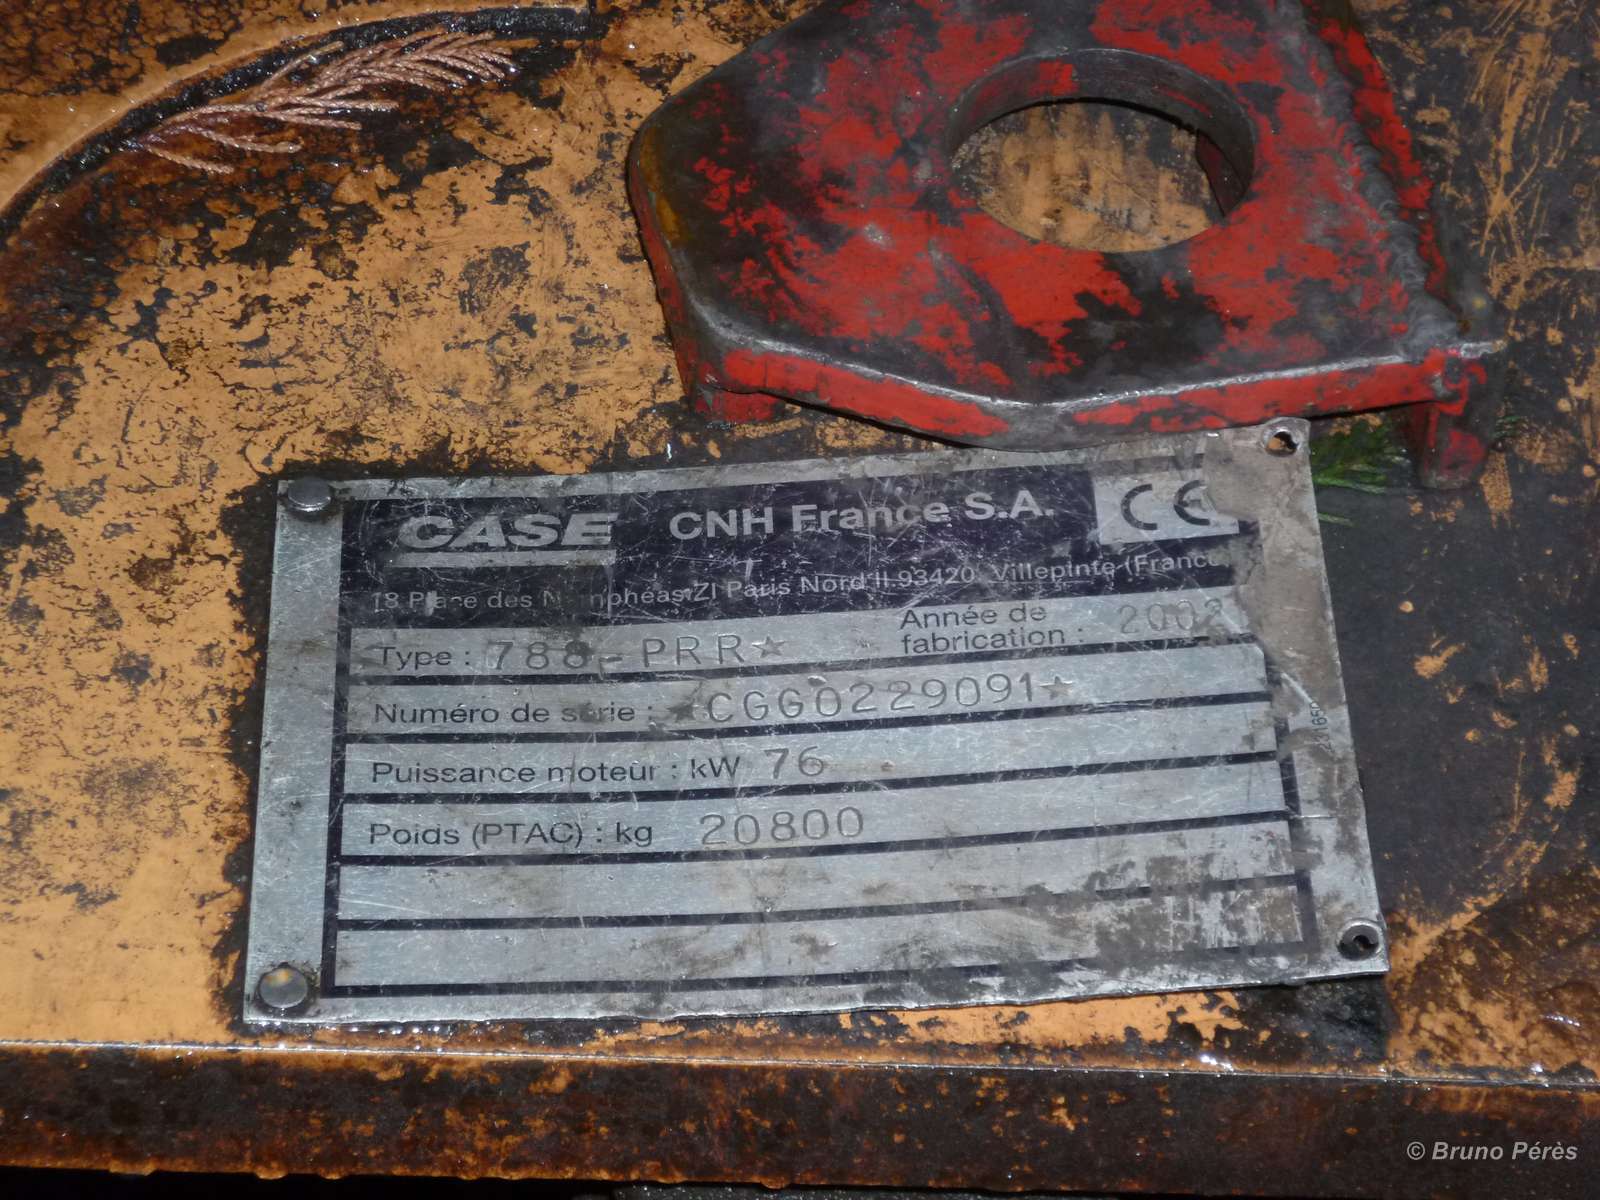 CASE CNH France S.A. CE
18 Place des Nymphéas ZI Paris Nord II 93420 Villepinte (France
Type : 788-PRR☆ Année de fabrication : 2002
Numéro de série : ★CGG0229091☆
Puissance moteur : kW 76
Poids (PTAC) : kg 20800
© Bruno Pérès